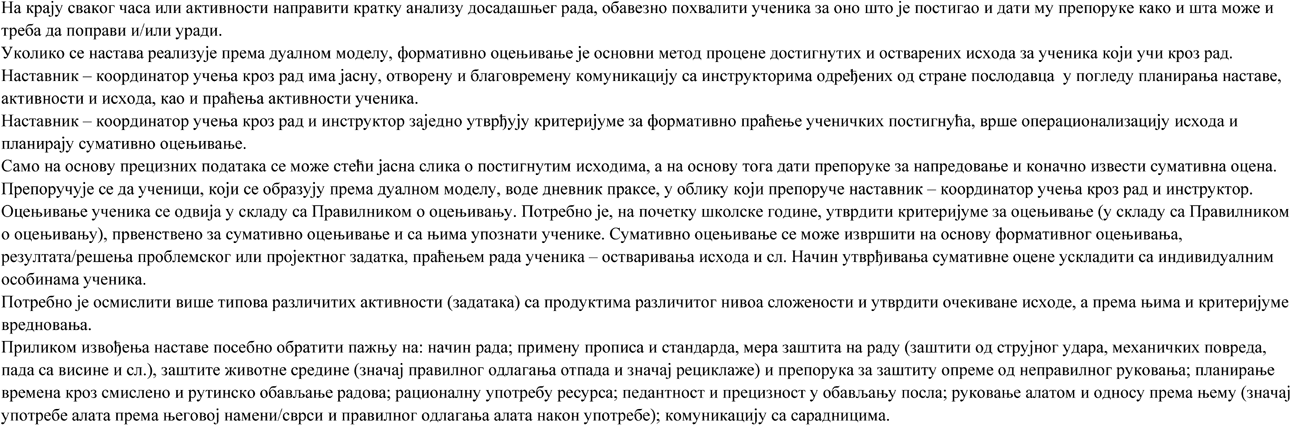 На крају сваког часа или активности направити кратку анализу досадашњег рада, обавезно похвалити ученика за оно што је постигао и дати му препоруке како и шта може и
треба да поправи и/или уради.
Уколико се настава реализује према дуалном моделу, формативно оцењивање је основни метод процене достигнутих и остварених исхода за ученика који учи кроз рад.
Наставник – координатор учења кроз рад има јасну, отворену и благовремену комуникацију са инструкторима одређених од стране послодавца у погледу планирања наставе,
активности и исхода, као и праћења активности ученика.
Наставник – координатор учења кроз рад и инструктор заједно утврђују критеријуме за формативно праћење ученичких постигнућа, врше операционализацију исхода и
планирају сумативно оцењивање.
Само на основу прецизних података се може стећи јасна слика о постигнутим исходима, а на основу тога дати препоруке за напредовање и коначно извести сумативна оцена.
Препоручује се да ученици, који се образују према дуалном моделу, воде дневник праксе, у облику који препоруче наставник – координатор учења кроз рад и инструктор.
Оцењивање ученика се одвија у складу са Правилником о оцењивању. Потребно је, на почетку школске године, утврдити критеријуме за оцењивање (у складу са Правилником
о оцењивању), првенствено за сумативно оцењивање и са њима упознати ученике. Сумативно оцењивање се може извршити на основу формативног оцењивања,
резултата/решења проблемског или пројектног задатка, праћењем рада ученика – остваривања исхода и сл. Начин утврђивања сумативне оцене ускладити са индивидуалним
особинама ученика.
Потребно је осмислити више типова различитих активности (задатака) са продуктима различитог нивоа сложености и утврдити очекиване исходе, а према њима и критеријуме
вредновања.
Приликом извођења наставе посебно обратити пажњу на: начин рада; примену прописа и стандарда, мера заштита на раду (заштити од струјног удара, механичких повреда,
пада са висине и сл.), заштите животне средине (значај правилног одлагања отпада и значај рециклаже) и препорука за заштиту опреме од неправилног руковања; планирање
времена кроз смислено и рутинско обављање радова; рационалну употребу ресурса; педантност и прецизност у обављању посла; руковање алатом и односу према њему (значај
употребе алата према његовој намени/сврси и правилног одлагања алата након употребе); комуникацију са сарадницима.